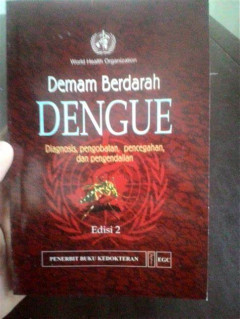 World Health Organization
Demam Berdarah
DENGUE
Diagnosis, pengobatan, pencegahan,
dan pengendalian
Edisi 2
PENERBIT BUKU KEDOKTERAN
EGC